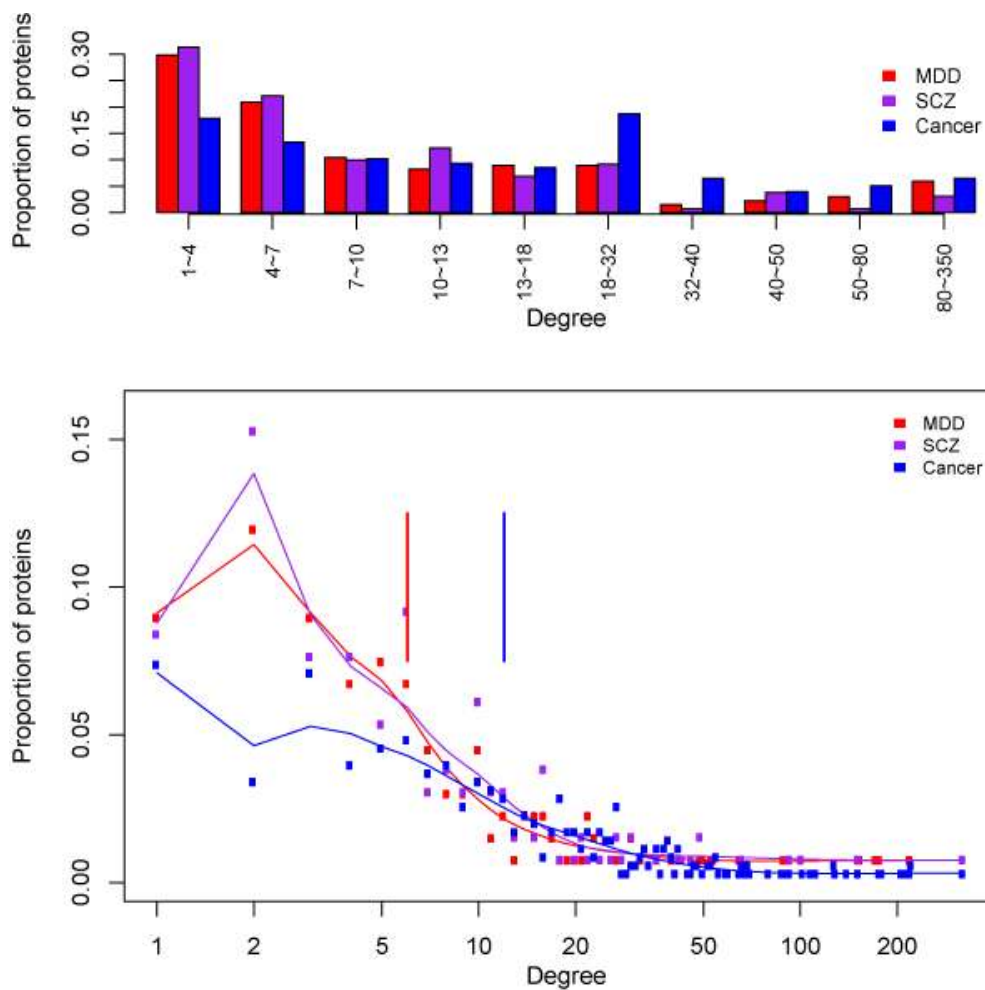 Proportion of proteins
0.30
0.15
0.00
MDD
SCZ
Cancer
1~4
4~7
7~10
10~13
13~18
18~32
32~40
40~50
50~80
80~350
Degree
Proportion of proteins
0.15
0.10
0.05
0.00
MDD
SCZ
Cancer
1 2 5 10 20 50 100 200
Degree